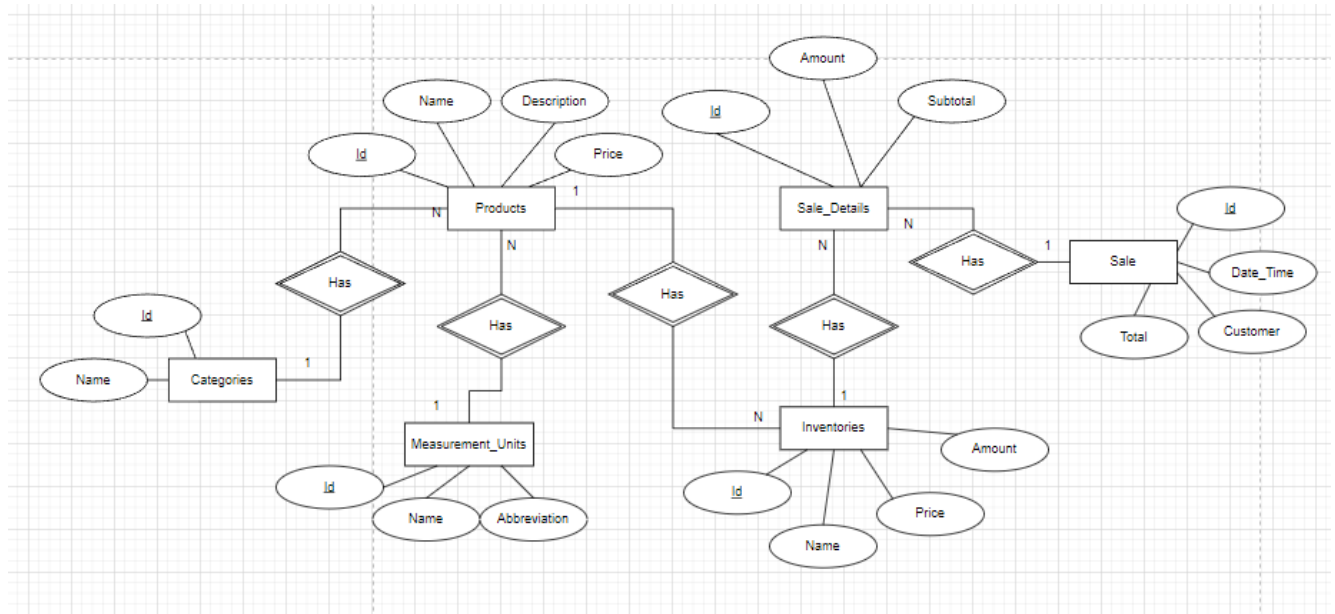 Amount
Name
Description
Subtotal
Id
Id
Price
1
Products
N
Sale_Details
N
Id
N
N
1
Has
Sale
Date_Time
Has
Has
Id
Has
Has
Total
Customer
Name
Categories
1
1
1
N
Inventories
Measurement_Units
Amount
Id
Id
Name
Abbreviation
Price
Name